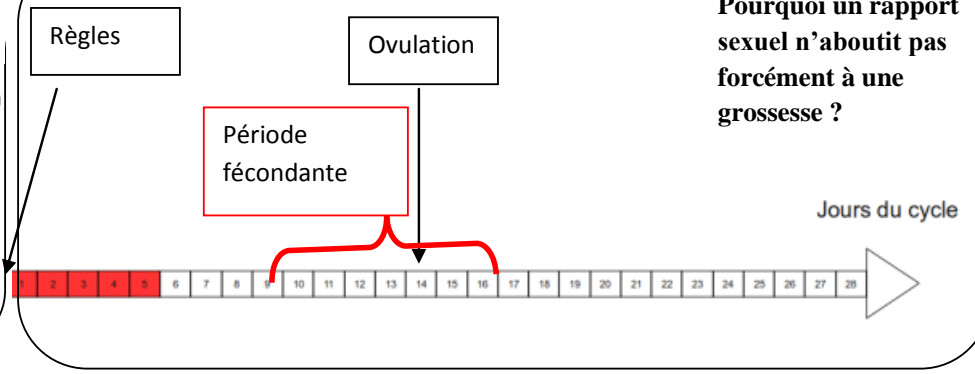 Pourquoi un rapport
sexuel n’aboutit pas
forcément à une
grossesse ?
Règles
Ovulation
Période
fécondante
Jours du cycle
1 2 3 4 5 6 7 8 9 10 11 12 13 14 15 16 17 18 19 20 21 22 23 24 25 26 27 28